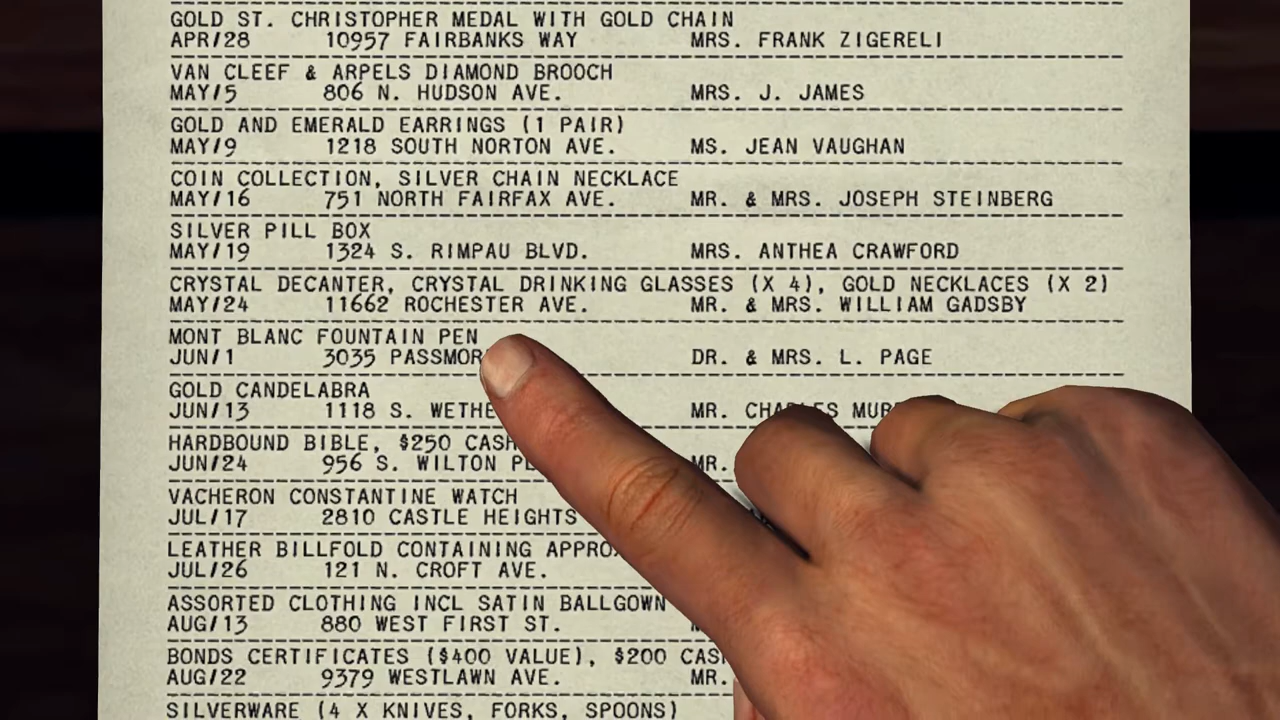 GOLD ST. CHRISTOPHER MEDAL WITH GOLD CHAIN
APR/28 10957 FAIRBANKS WAY MRS. FRANK ZIGERELI
VAN CLEEF & ARPELS DIAMOND BROOCH
MAY/5 806 N. HUDSON AVE. MRS. J. JAMES
GOLD AND EMERALD EARRINGS (1 PAIR)
MAY/9 1218 SOUTH NORTON AVE. MS. JEAN VAUGHAN
COIN COLLECTION, SILVER CHAIN NECKLACE
MAY/16 751 NORTH FAIRFAX AVE. MR. & MRS. JOSEPH STEINBERG
SILVER PILL BOX
MAY/19 1324 S. RIMPAU BLVD. MRS. ANTHEA CRAWFORD
CRYSTAL DECANTER, CRYSTAL DRINKING GLASSES (X 4), GOLD NECKLACES (X 2)
MAY/24 11662 ROCHESTER AVE. MR. & MRS. WILLIAM GADSBY
MONT BLANC FOUNTAIN PEN
JUN/1 3035 DR. & MRS. L. PAGE
GOLD CANDELABRA
JUN/13 1118 S. MR.
HARDBOUND BIBLE, $250 CASH
JUN/24 956 S. WILTON MR.
VACHERON CONSTANTINE WATCH
JUL/17 2810 CASTLE HEIGHTS
LEATHER BILLFOLD CONTAINING
JUL/26 121 N. CROFT AVE.
ASSORTED CLOTHING INCL SATIN BALLGOWN
AUG/13 880 WEST FIRST ST.
BONDS CERTIFICATES ($400 VALUE), $200 CASH
AUG/22 9379 WESTLAWN AVE. MR.
SILVERWARE (4 X KNIVES, FORKS, SPOONS)